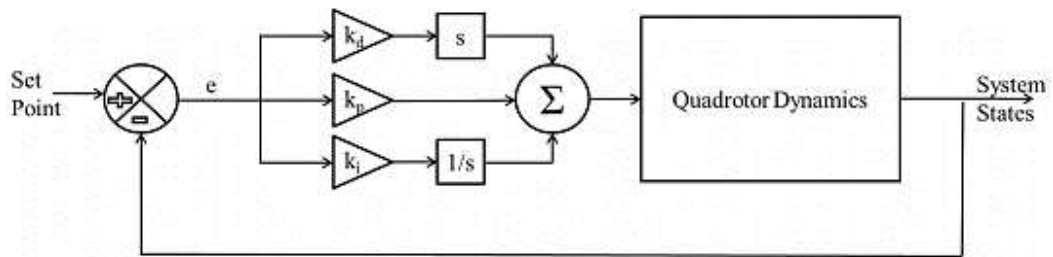 Set
Point
+
-
e
k_d
s
k_p
k_i
1/s
Σ
Quadrotor Dynamics
System
States